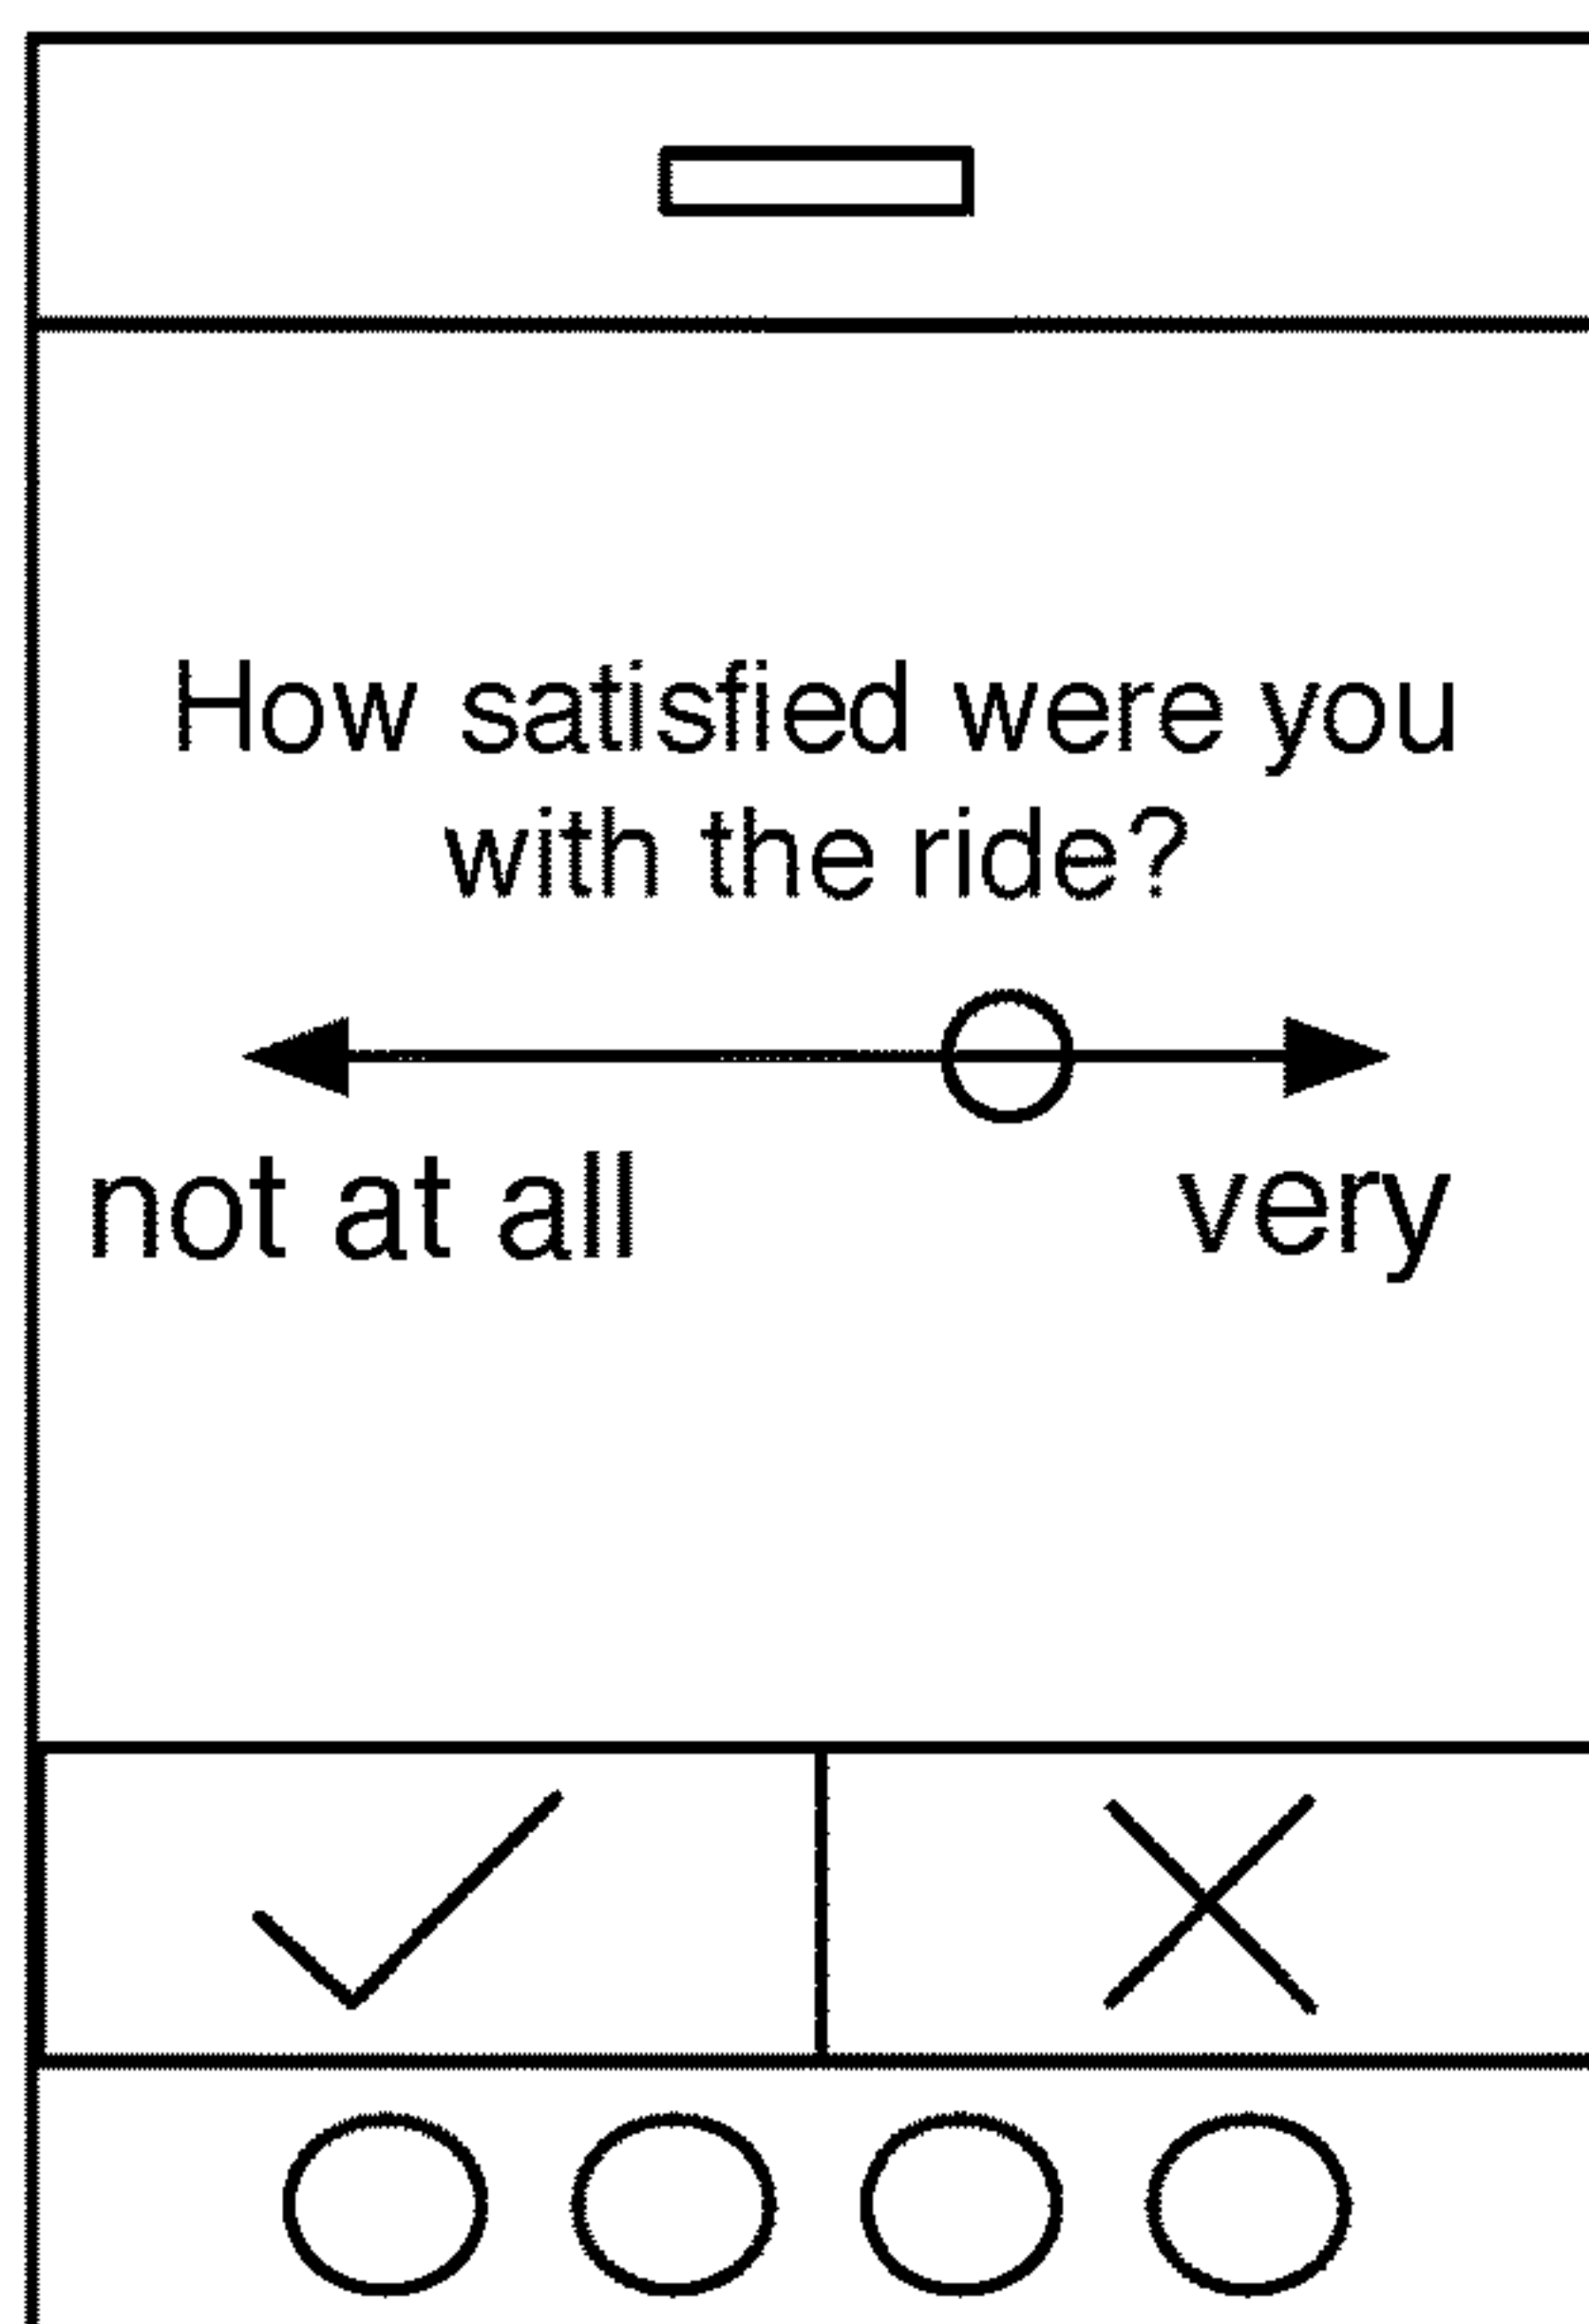 How satisfied were you
with the ride?
not at all very